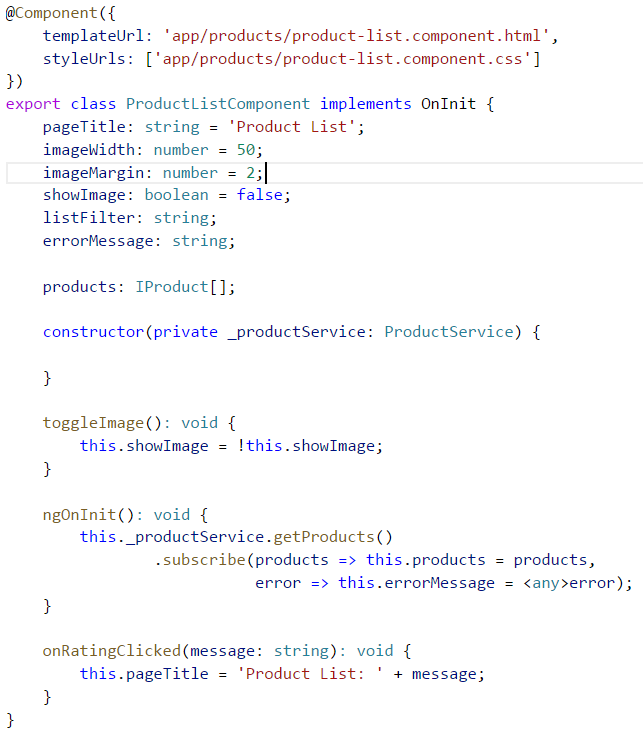 @Component({
    templateUrl: 'app/products/product-list.component.html',
    styleUrls: ['app/products/product-list.component.css']
})
export class ProductListComponent implements OnInit {
    pageTitle: string = 'Product List';
    imageWidth: number = 50;
    imageMargin: number = 2;
    showImage: boolean = false;
    listFilter: string;
    errorMessage: string;

    products: IProduct[];

    constructor(private _productService: ProductService) {

    }

    toggleImage(): void {
        this.showImage = !this.showImage;
    }

    ngOnInit(): void {
        this._productService.getProducts()
                .subscribe(products => this.products = products,
                           error => this.errorMessage = <any>error);
    }

    onRatingClicked(message: string): void {
        this.pageTitle = 'Product List: ' + message;
    }
}